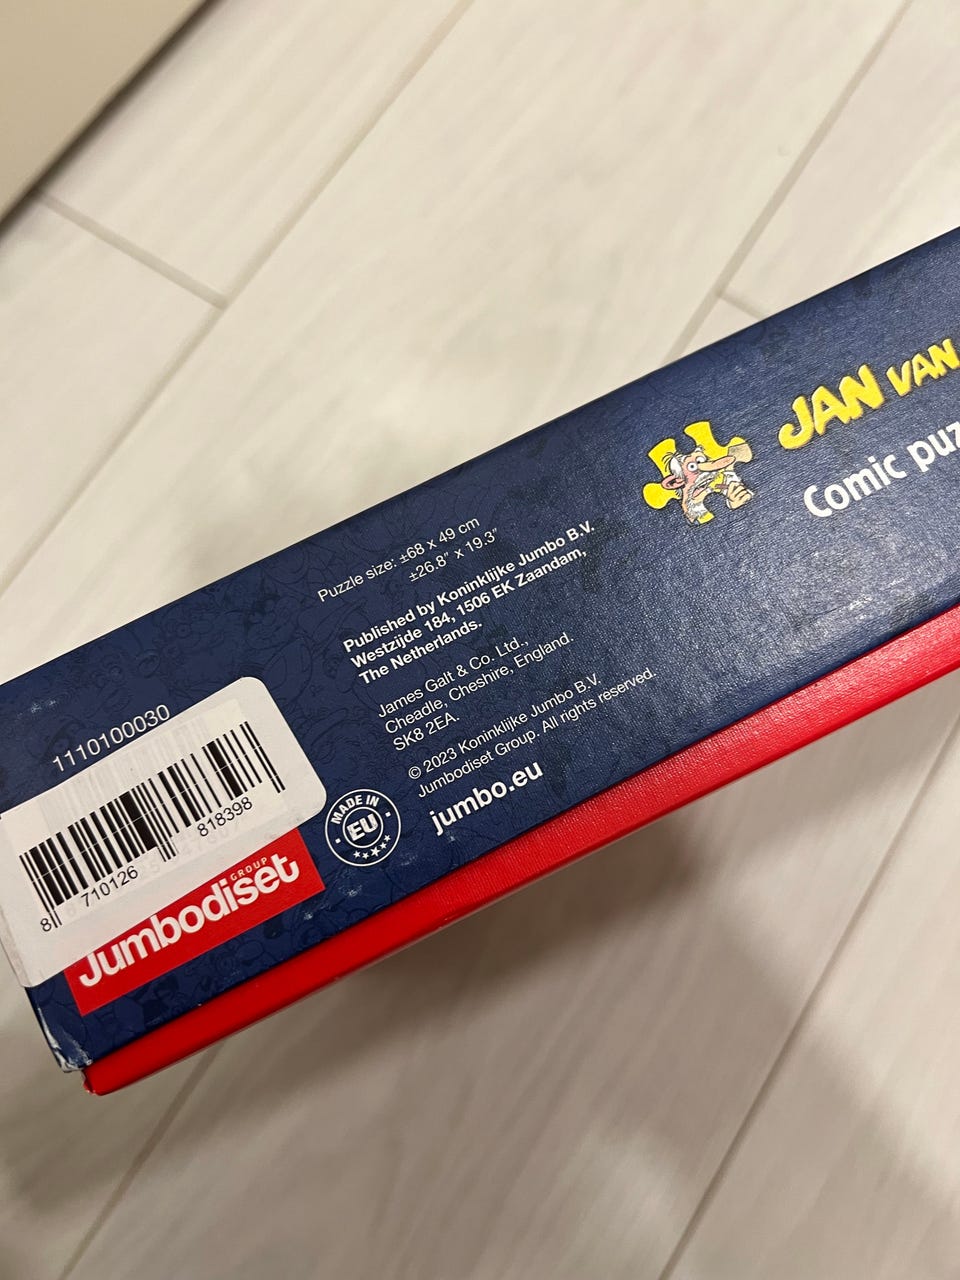 JAN VAN
Comic
Puzzle size: ±68 x 49 cm
±26.8" x 19.3"
Published by Koninklijke Jumbo B.V.
Westzijde 184, 1506 EK Zaandam,
The Netherlands.
James Galt & Co. Ltd.,
Cheadle, Cheshire, England.
SK8 2EA.
© 2023 Koninklijke Jumbo B.V.
Jumbodiset Group. All rights reserved.
jumbo.eu
MADE IN
EU
1110100030
8 710126 818398
GROUP
Jumbodiset